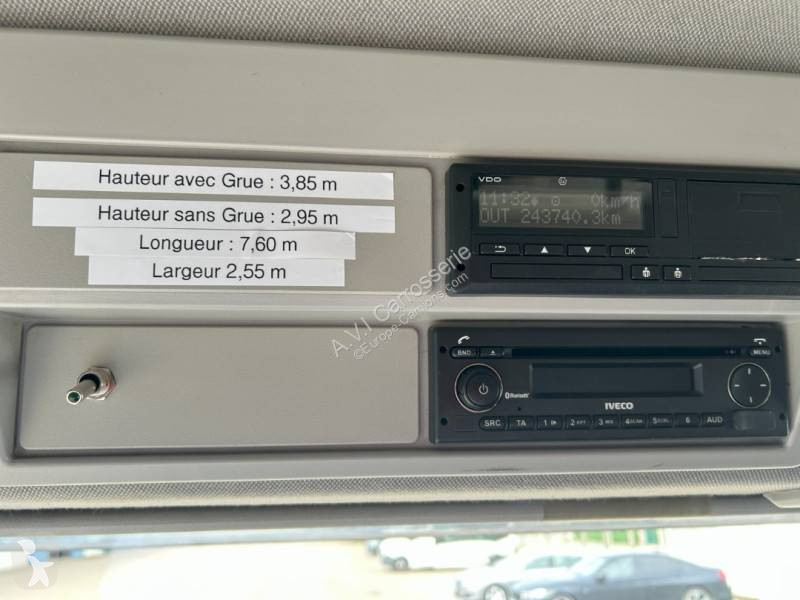 Hauteur avec Grue : 3,85 m
Hauteur sans Grue : 2,95 m
Longueur : 7,60 m
Largeur 2,55 m
VDO
11:32 0km/h
OUT 243740.3km
OK
A.V.I Carrosserie
©Europe-Camions.com
BND
MENU
Bluetooth
IVECO
SRC TA 1 2 3 4 5 6 AUD